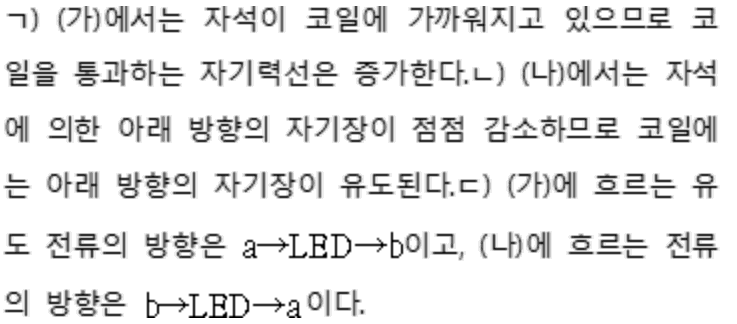 ㄱ) (가)에서는 자석이 코일에 가까워지고 있으므로 코
일을 통과하는 자기력선은 증가한다.ㄴ) (나)에서는 자석
에 의한 아래 방향의 자기장이 점점 감소하므로 코일에
는 아래 방향의 자기장이 유도된다.ㄷ) (가)에 흐르는 유
도 전류의 방향은 a→LED→b이고, (나)에 흐르는 전류
의 방향은 b→LED→a이다.